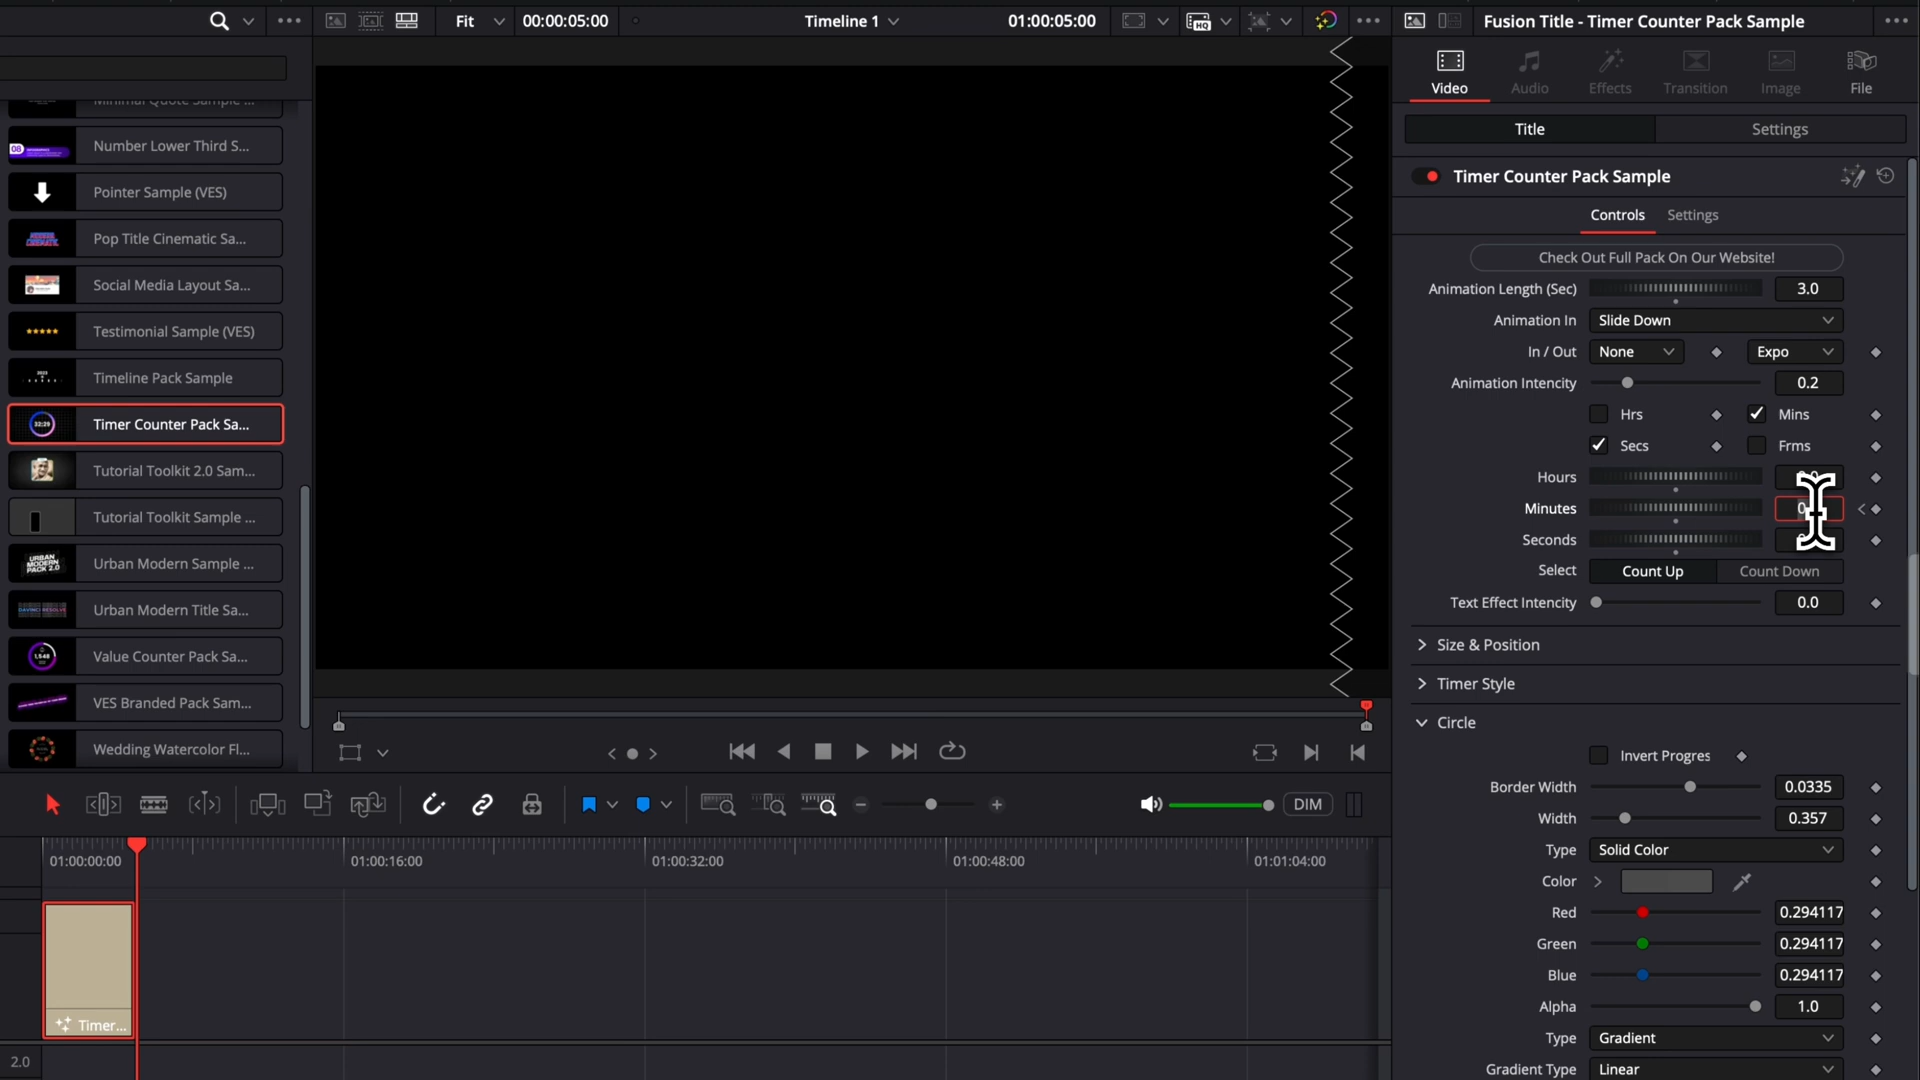 Fit
00:00:05:00
Timeline 1
01:00:05:00
Fusion Title - Timer Counter Pack Sample
Video
Audio
Effects
Transition
Image
File
Title
Settings
Minimal Quote Sample ...
Number Lower Third S...
Pointer Sample (VES)
Pop Title Cinematic Sa...
Social Media Layout Sa...
Testimonial Sample (VES)
Timeline Pack Sample
Timer Counter Pack Sa...
Tutorial Toolkit 2.0 Sam...
Tutorial Toolkit Sample ...
Urban Modern Sample ...
Urban Modern Title Sa...
Value Counter Pack Sa...
VES Branded Pack Sam...
Wedding Watercolor Fl...
Timer Counter Pack Sample
Controls
Settings
Check Out Full Pack On Our Website!
Animation Length (Sec)
3.0
Animation In
Slide Down
In / Out
None
Expo
Animation Intensity
0.2
Hrs
Mins
Secs
Frms
Hours
Minutes
Seconds
Select
Count Up
Count Down
Text Effect Intensity
0.0
Size & Position
Timer Style
Circle
Invert Progres
Border Width
0.0335
Width
0.357
Type
Solid Color
Color
Red
0.294117
Green
0.294117
Blue
0.294117
Alpha
1.0
Type
Gradient
Gradient Type
Linear
DIM
01:00:00:00
01:00:16:00
01:00:32:00
01:00:48:00
01:01:04:00
Timer...
2.0